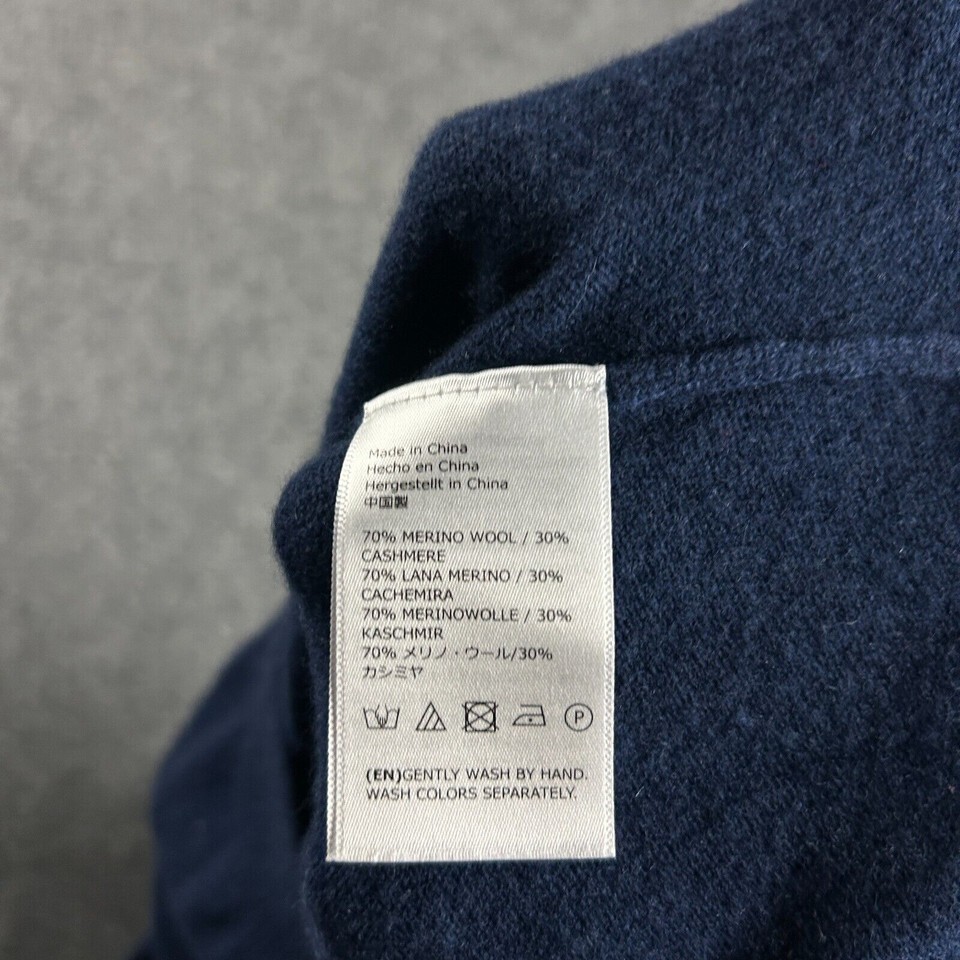 Made in China
Hecho en China
Hergestellt in China
中国製
70% MERINO WOOL / 30%
CASHMERE
70% LANA MERINO / 30%
CACHEMIRA
70% MERINOWOLLE / 30%
KASCHMIR
70% メリノ・ウール/30%
カシミヤ
P
(EN)GENTLY WASH BY HAND.
WASH COLORS SEPARATELY.